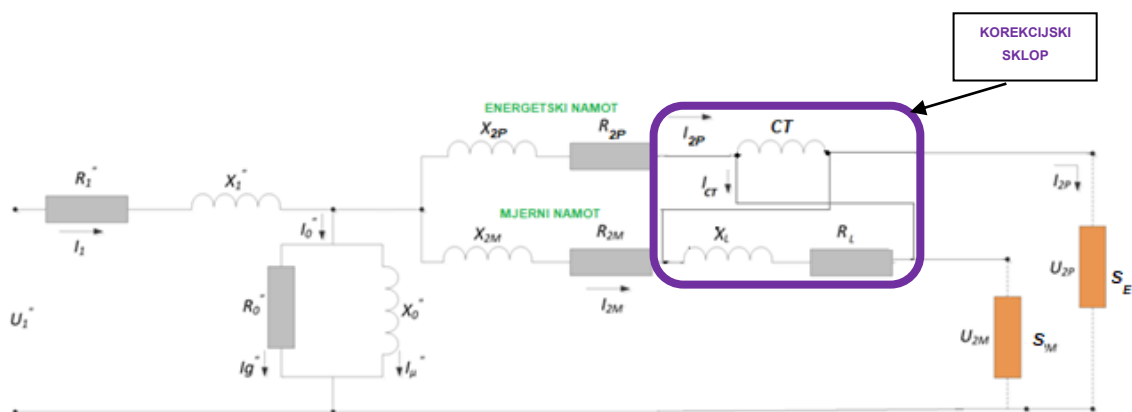 KOREKCIJSKI
SKLOP
ENERGETSKI NAMOT
X2P
R2P
I2P
CT
R1"
X1"
ICT
I2P
I1
I0"
MJERNI NAMOT
X2M
R2M
XL
RL
I2M
U2P
SE
U1"
R0"
X0"
U2M
S'M
Ig"
Iμ"